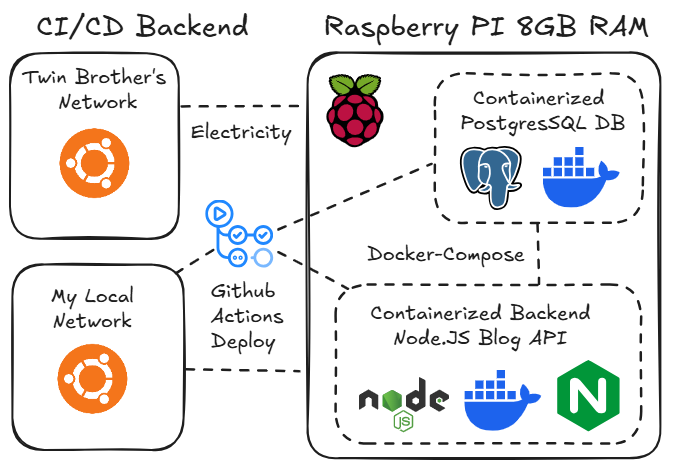 CI/CD Backend
Raspberry PI 8GB RAM
Twin Brother's
Network
Electricity
Containerized
PostgresSQL DB
Docker-Compose
My Local
Network
Github
Actions
Deploy
Containerized Backend
Node.JS Blog API
node
JS
N